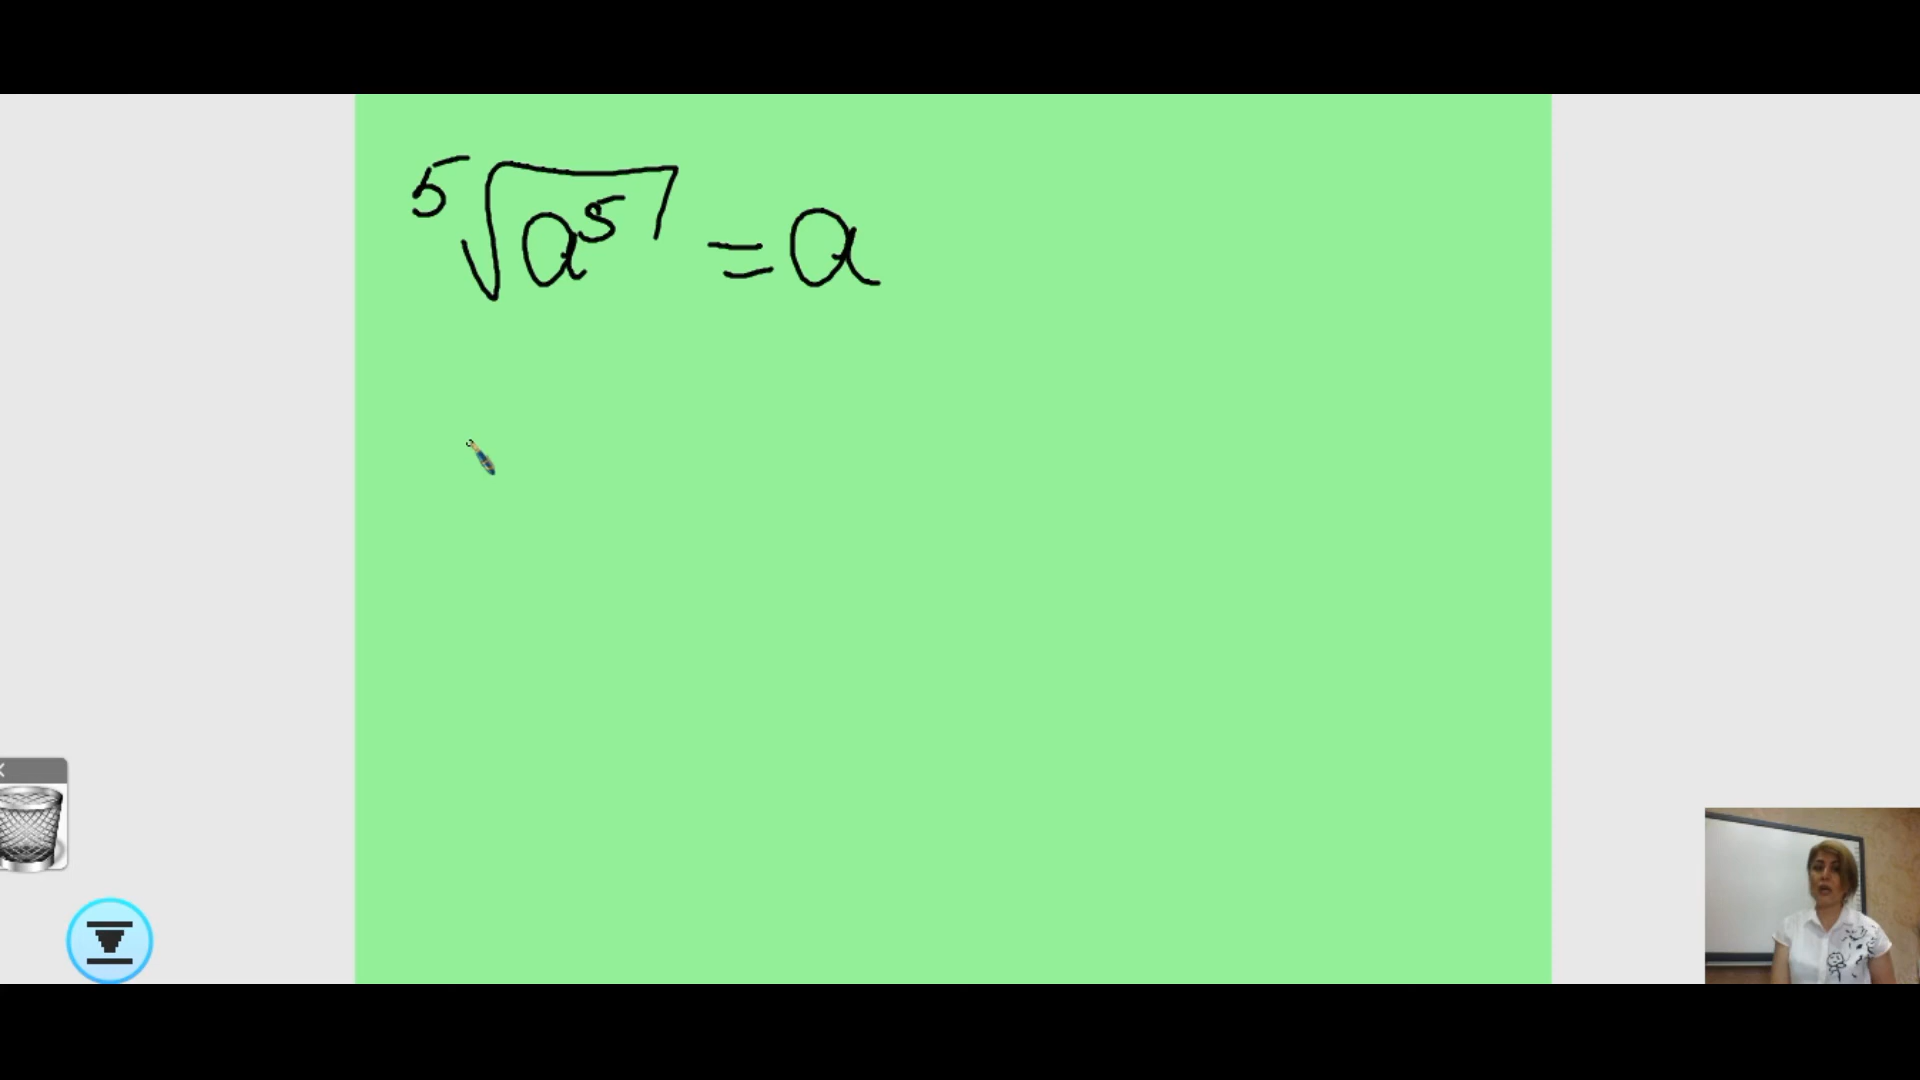 ⁵√a⁵ = a